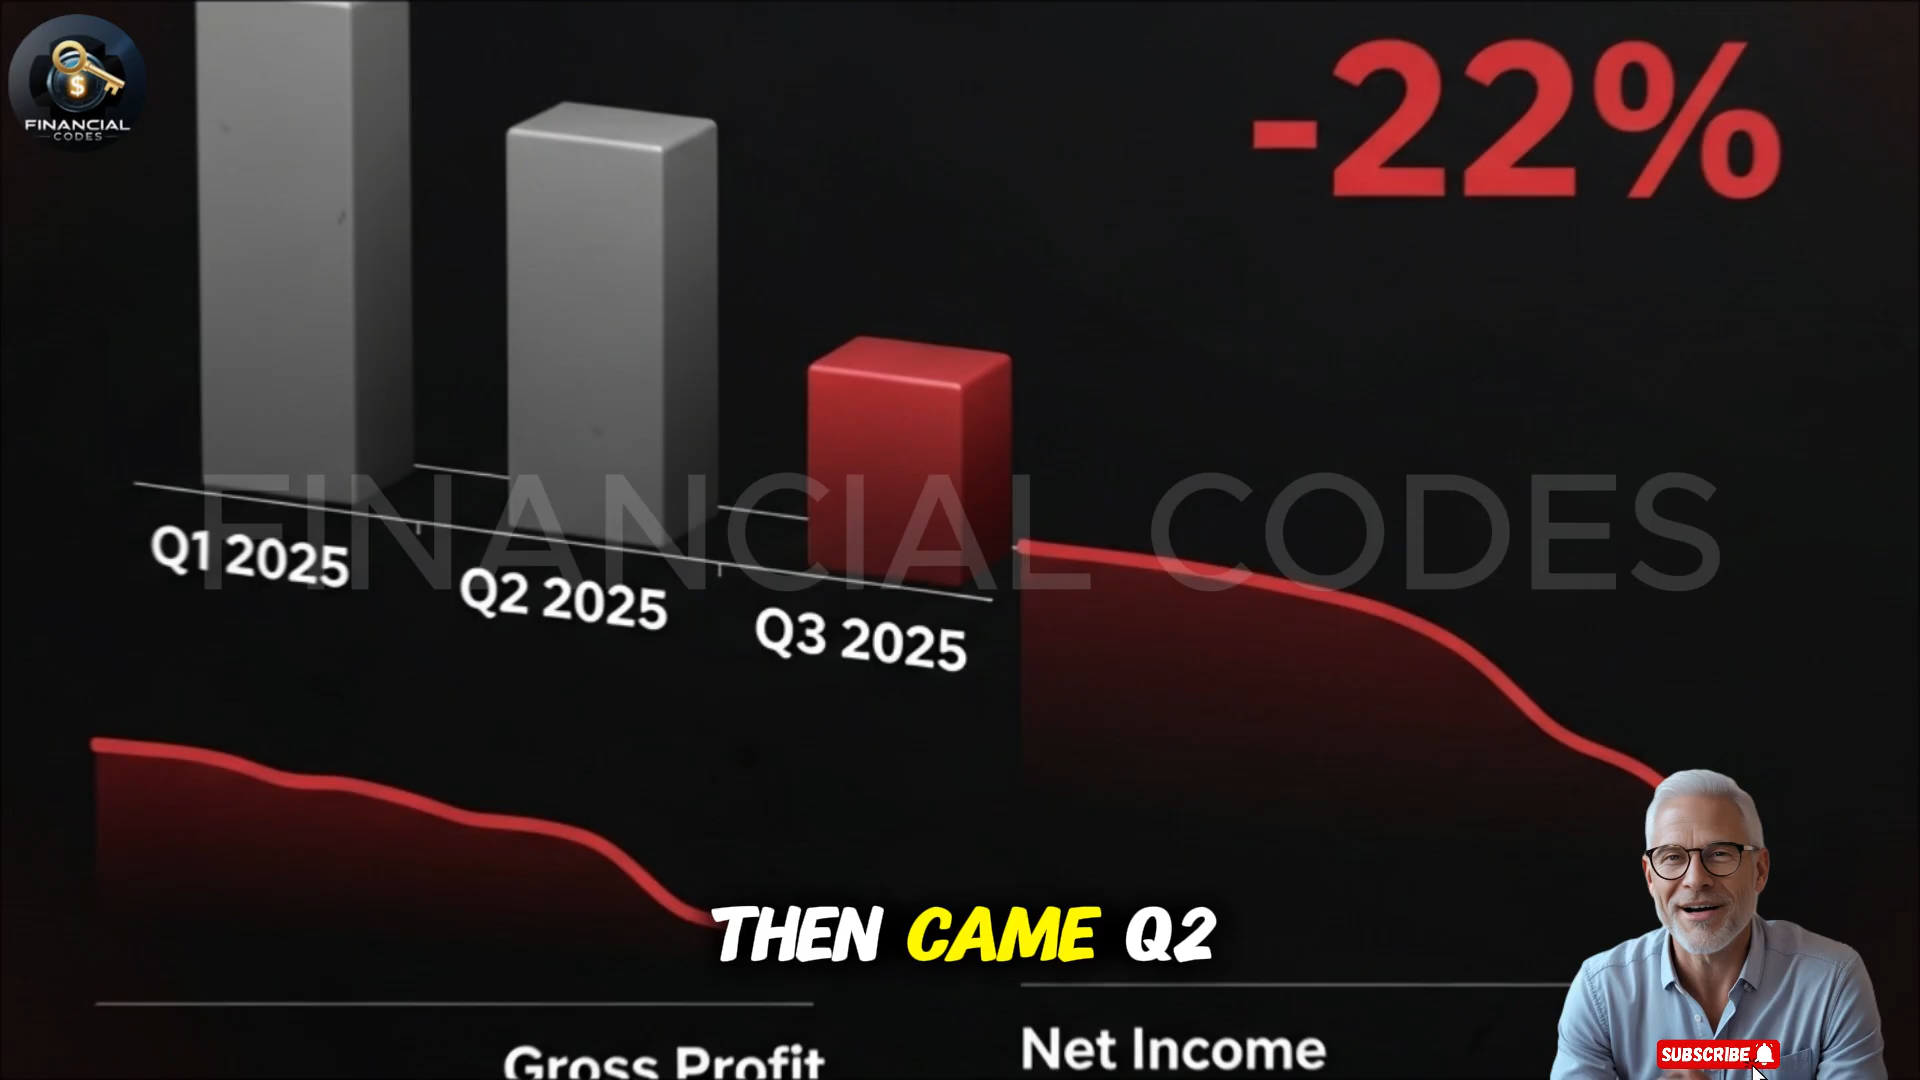 FINANCIAL
CODES
-22%
FINANCIAL CODES
Q1 2025
Q2 2025
Q3 2025
THEN CAME Q2
Gross Profit
Net Income
SUBSCRIBE